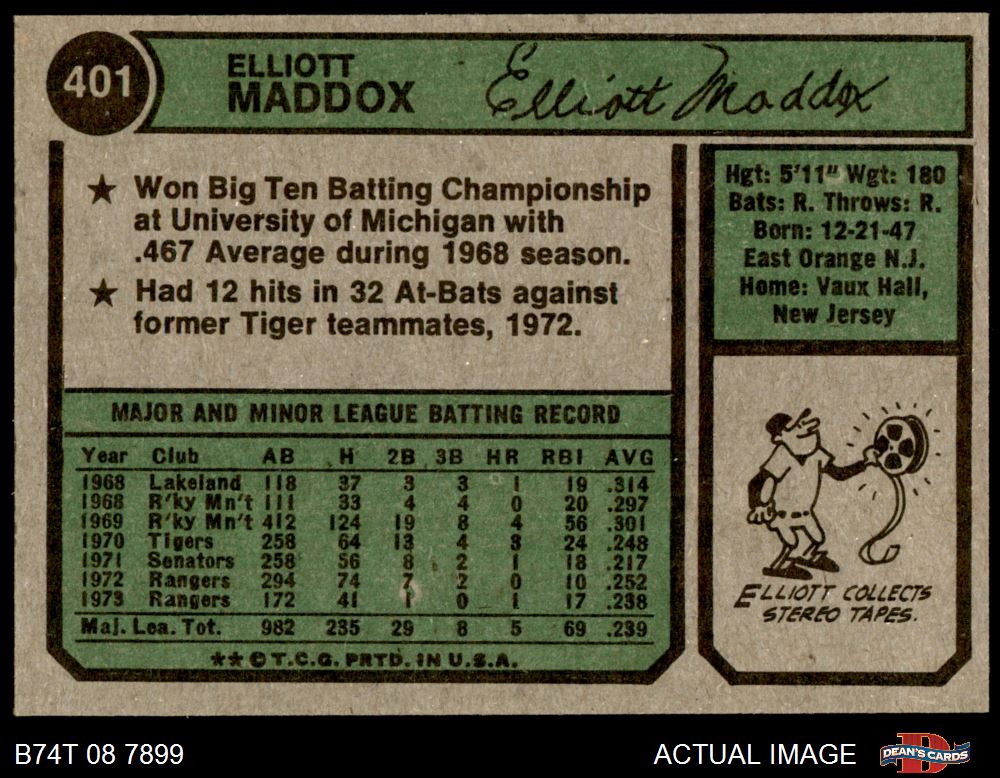 401
ELLIOTT
MADDOX
Elliott Maddox
★ Won Big Ten Batting Championship
at University of Michigan with
.467 Average during 1968 season.
★ Had 12 hits in 32 At-Bats against
former Tiger teammates, 1972.
Hgt: 5'11" Wgt: 180
Bats: R. Throws: R.
Born: 12-21-47
East Orange N.J.
Home: Vaux Hall,
New Jersey
MAJOR AND MINOR LEAGUE BATTING RECORD
Year Club AB H 2B 3B HR RBI AVG
1968 Lakeland 118 37 3 3 1 19 .314
1968 R'ky Mn't 111 33 4 4 0 20 .297
1969 R'ky Mn't 412 124 19 8 4 56 .301
1970 Tigers 258 64 13 4 3 24 .248
1971 Senators 258 56 8 2 1 18 .217
1972 Rangers 294 74 7 2 0 10 .252
1973 Rangers 172 41 1 0 1 17 .238
Maj. Lea. Tot. 982 235 29 8 5 69 .239
★★ © T.C.G. PRTD. IN U.S.A.
ELLIOTT COLLECTS
STEREO TAPES.
B74T 08 7899
ACTUAL IMAGE
D
DEAN'S CARDS